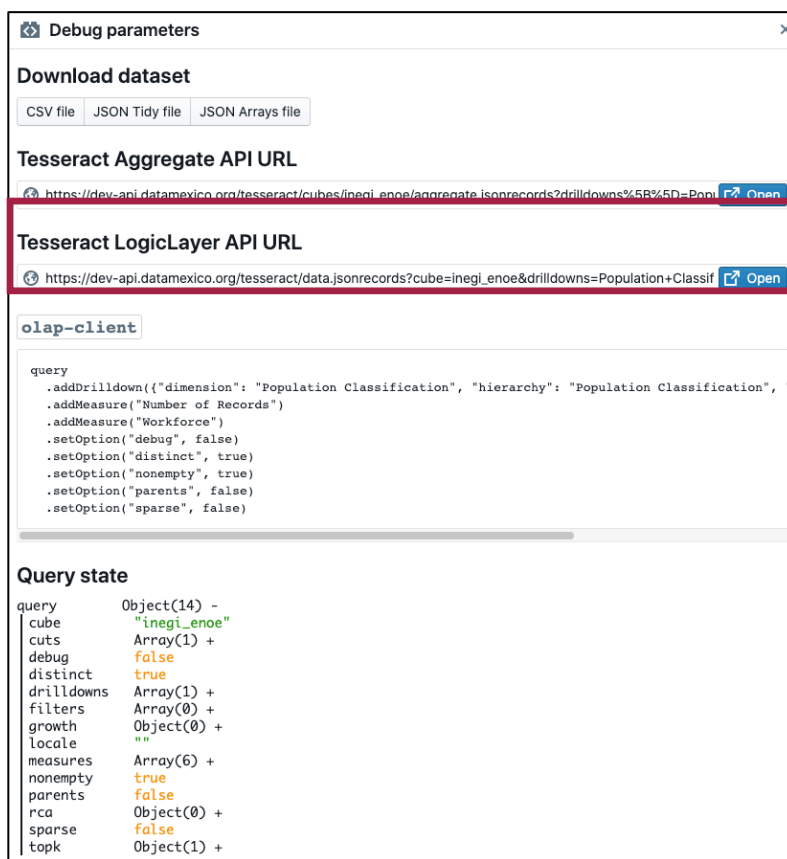 Debug parameters
Download dataset
CSV file JSON Tidy file JSON Arrays file
Tesseract Aggregate API URL
https://dev-api.datamexico.org/tesseract/cubes/inegi_enoe/aggregate.jsonrecords?drilldowns%5B%5D=Popu Open
Tesseract LogicLayer API URL
https://dev-api.datamexico.org/tesseract/data.jsonrecords?cube=inegi_enoe&drilldowns=Population+Classif Open
olap-client
query
.addDrilldown({"dimension": "Population Classification", "hierarchy": "Population Classification",
.addMeasure("Number of Records")
.addMeasure("Workforce")
.setOption("debug", false)
.setOption("distinct", true)
.setOption("nonempty", true)
.setOption("parents", false)
.setOption("sparse", false)
Query state
query Object(14) -
cube "inegi_enoe"
cuts Array(1) +
debug false
distinct true
drilldowns Array(1) +
filters Array(0) +
growth Object(0) +
locale ""
measures Array(6) +
nonempty true
parents false
rca Object(0) +
sparse false
topk Object(1) +